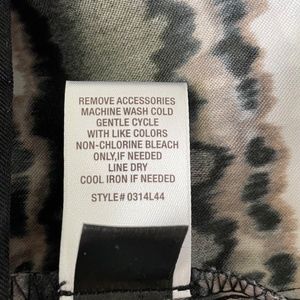 REMOVE ACCESSORIES
MACHINE WASH COLD
GENTLE CYCLE
WITH LIKE COLORS
NON-CHLORINE BLEACH
ONLY,IF NEEDED
LINE DRY
COOL IRON IF NEEDED
STYLE# 0314L44